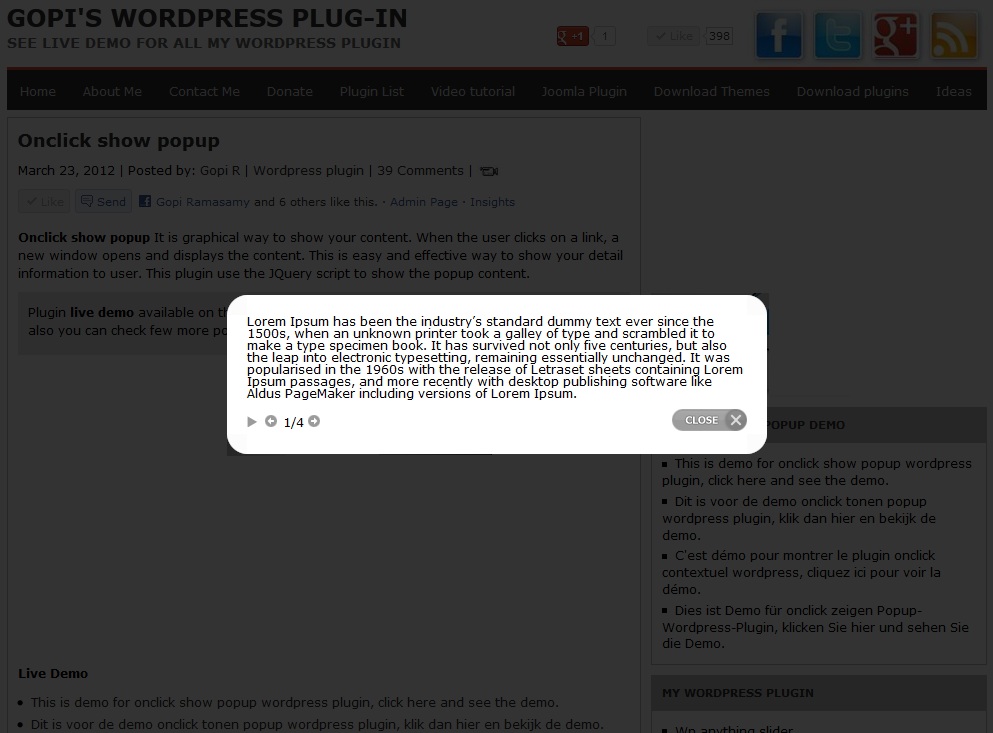 GOPI'S WORDPRESS PLUG-IN
SEE LIVE DEMO FOR ALL MY WORDPRESS PLUGIN
g +1 1
Like 398
f t g+
Home About Me Contact Me Donate Plugin List Video tutorial Joomla Plugin Download Themes Download plugins Ideas
Onclick show popup
March 23, 2012 | Posted by: Gopi R | Wordpress plugin | 39 Comments |
Like Send f Gopi Ramasamy and 6 others like this. · Admin Page · Insights
Onclick show popup It is graphical way to show your content. When the user clicks on a link, a
new window opens and displays the content. This is easy and effective way to show your detail
information to user. This plugin use the JQuery script to show the popup content.
Plugin live demo available on
also you can check few more
Lorem Ipsum has been the industry’s standard dummy text ever since the
1500s, when an unknown printer took a galley of type and scrambled it to
make a type specimen book. It has survived not only five centuries, but also
the leap into electronic typesetting, remaining essentially unchanged. It was
popularised in the 1960s with the release of Letraset sheets containing Lorem
Ipsum passages, and more recently with desktop publishing software like
Aldus PageMaker including versions of Lorem Ipsum.
1/4
CLOSE
POPUP DEMO
This is demo for onclick show popup wordpress
plugin, click here and see the demo.
Dit is voor de demo onclick tonen popup
wordpress plugin, klik dan hier en bekijk de
demo.
C'est démo pour montrer le plugin onclick
contextuel wordpress, cliquez ici pour voir la
démo.
Dies ist Demo für onclick zeigen Popup-
Wordpress-Plugin, klicken Sie hier und sehen Sie
die Demo.
MY WORDPRESS PLUGIN
Wp anything slider
Live Demo
This is demo for onclick show popup wordpress plugin, click here and see the demo.
Dit is voor de demo onclick tonen popup wordpress plugin, klik dan hier en bekijk de demo.